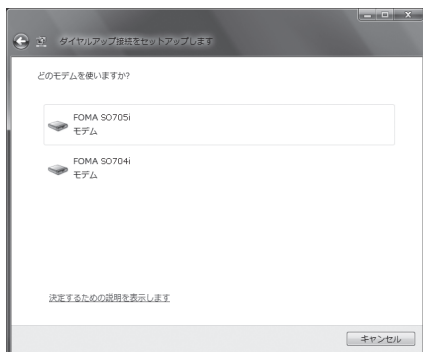 ダイヤルアップ接続をセットアップします
どのモデムを使いますか?
FOMA SO705i
モデム
FOMA SO704i
モデム
決定するための説明を表示します
キャンセル